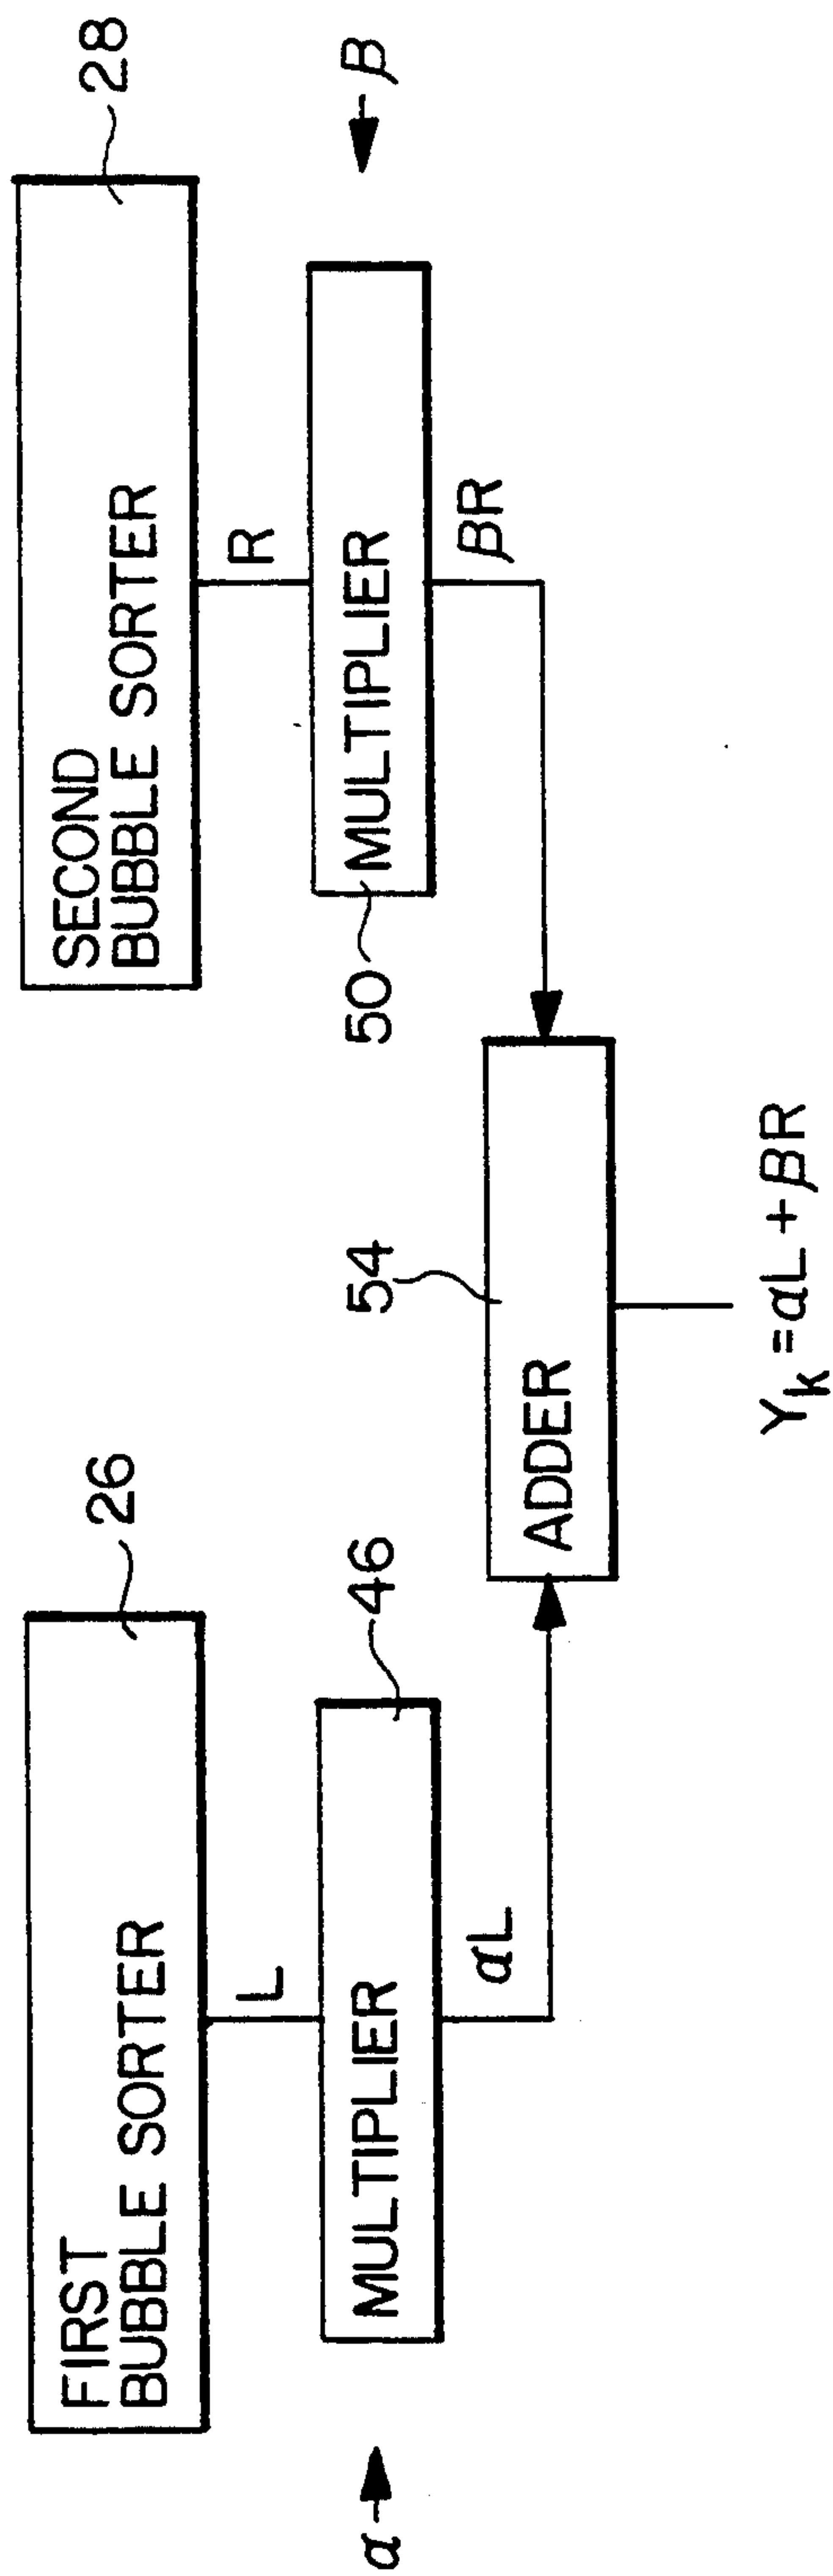 FIRST
BUBBLE SORTER
26
SECOND
BUBBLE SORTER
28
L
R
α
MULTIPLIER
46
50
MULTIPLIER
β
αL
54
βR
ADDER
Yk = αL + βR